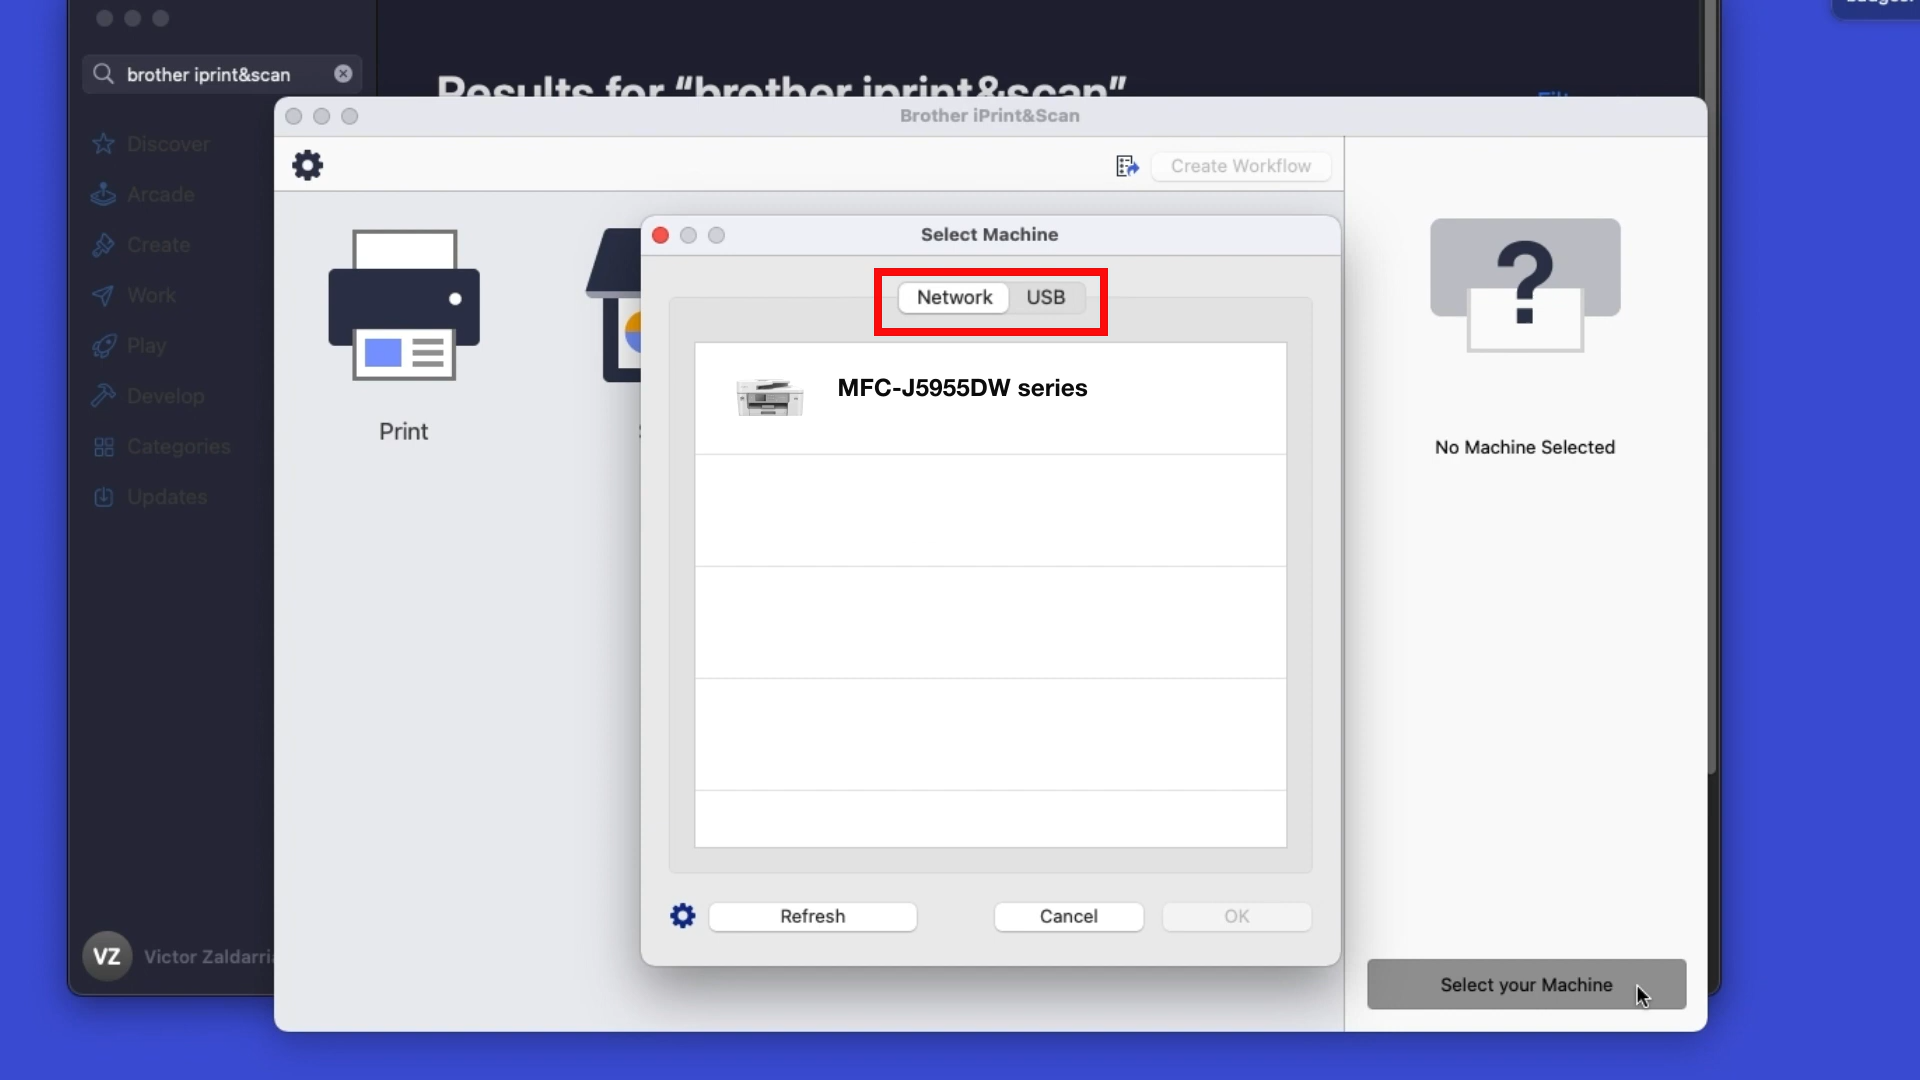 brother iprint&scan
Results for “brother iprint&scan”
Brother iPrint&Scan
Discover
Arcade
Create
Work
Play
Develop
Categories
Updates
Create Workflow
Select Machine
Network USB
MFC-J5955DW series
Print
No Machine Selected
Refresh Cancel OK
Select your Machine
VZ Victor